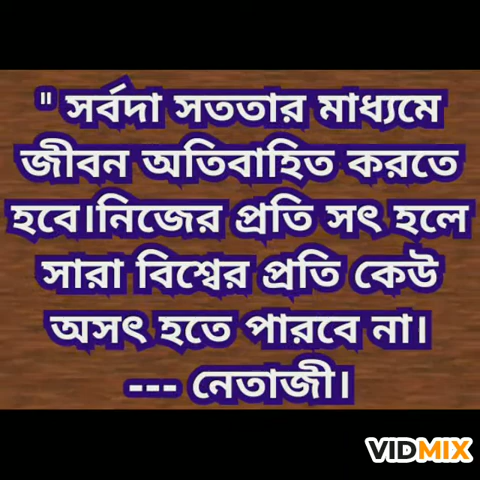 " সর্বদা সততার মাধ্যমে
জীবন অতিবাহিত করতে
হবে।নিজের প্রতি সৎ হলে
সারা বিশ্বের প্রতি কেউ
অসৎ হতে পারবে না।
--- নেতাজী।
VIDMIX